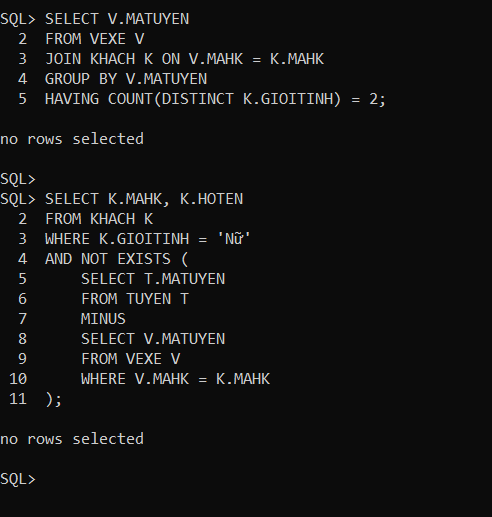 SQL> SELECT V.MATUYEN
  2  FROM VEXE V
  3  JOIN KHACH K ON V.MAHK = K.MAHK
  4  GROUP BY V.MATUYEN
  5  HAVING COUNT(DISTINCT K.GIOITINH) = 2;
no rows selected
SQL>
SQL> SELECT K.MAHK, K.HOTEN
  2  FROM KHACH K
  3  WHERE K.GIOITINH = 'Nữ'
  4  AND NOT EXISTS (
  5      SELECT T.MATUYEN
  6      FROM TUYEN T
  7      MINUS
  8      SELECT V.MATUYEN
  9      FROM VEXE V
 10      WHERE V.MAHK = K.MAHK
 11  );
no rows selected
SQL>